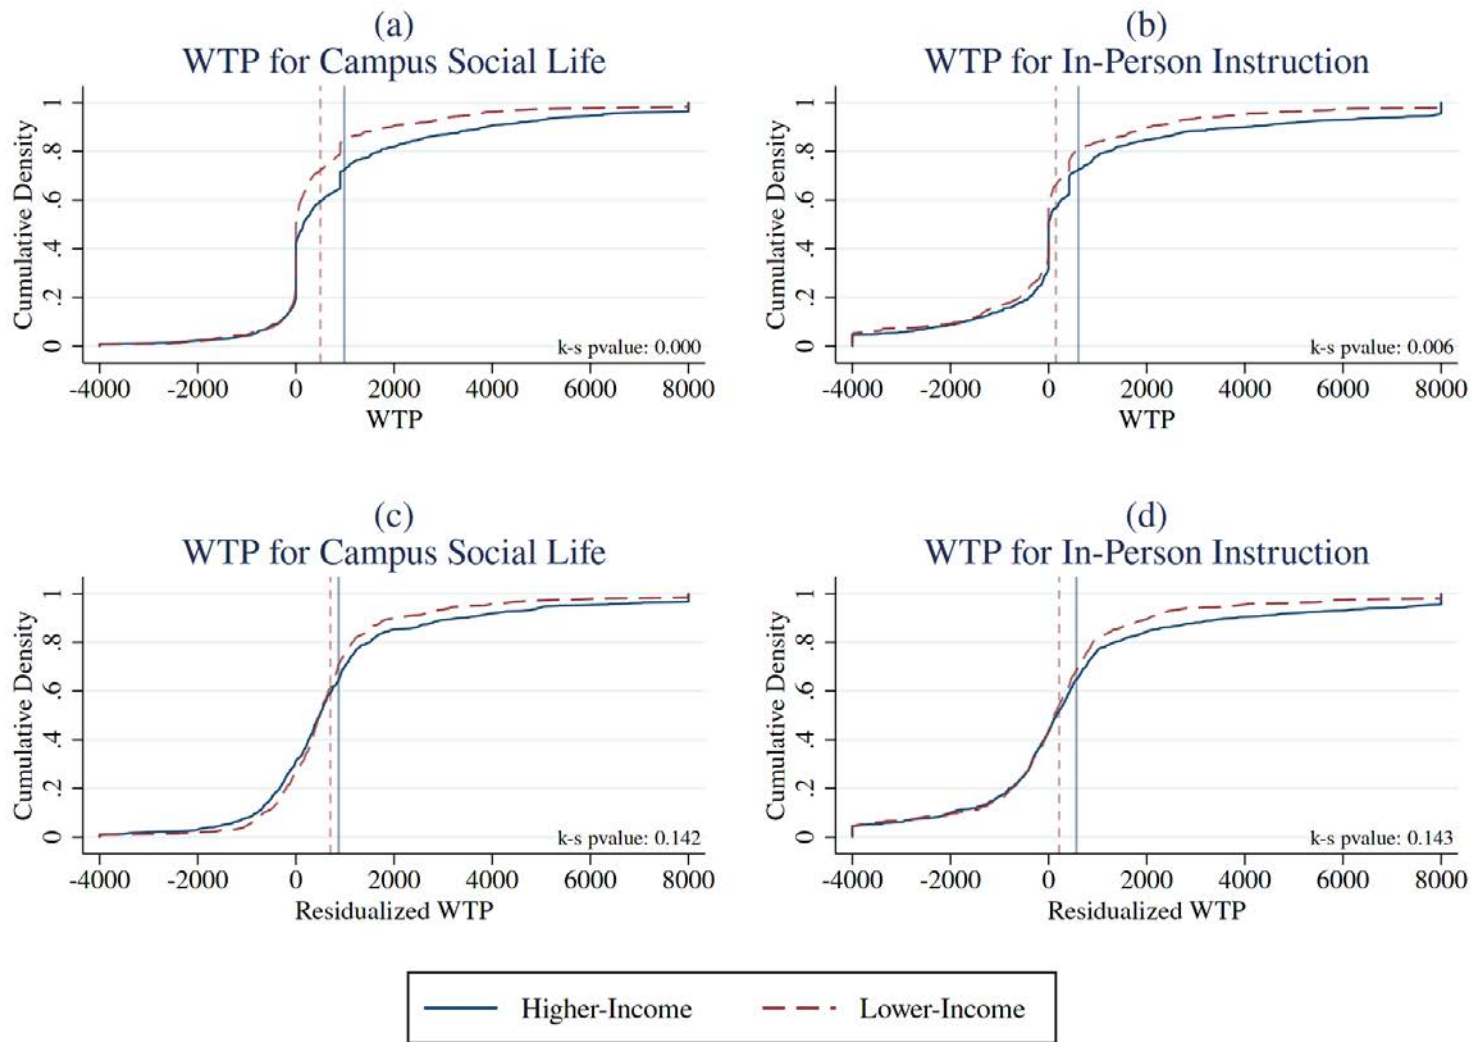 (a)
WTP for Campus Social Life
Cumulative Density
1
.8
.6
.4
.2
0
k-s pvalue: 0.000
-4000 -2000 0 2000 4000 6000 8000
WTP
(b)
WTP for In-Person Instruction
Cumulative Density
1
.8
.6
.4
.2
0
k-s pvalue: 0.006
-4000 -2000 0 2000 4000 6000 8000
WTP
(c)
WTP for Campus Social Life
Cumulative Density
1
.8
.6
.4
.2
0
k-s pvalue: 0.142
-4000 -2000 0 2000 4000 6000 8000
Residualized WTP
(d)
WTP for In-Person Instruction
Cumulative Density
1
.8
.6
.4
.2
0
k-s pvalue: 0.143
-4000 -2000 0 2000 4000 6000 8000
Residualized WTP
Higher-Income Lower-Income